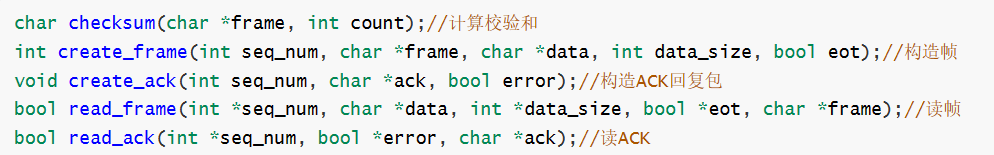 char checksum(char *frame, int count);//计算校验和
int create_frame(int seq_num, char *frame, char *data, int data_size, bool eot);//构造帧
void create_ack(int seq_num, char *ack, bool error);//构造ACK回复包
bool read_frame(int *seq_num, char *data, int *data_size, bool *eot, char *frame);//读帧
bool read_ack(int *seq_num, bool *error, char *ack);//读ACK